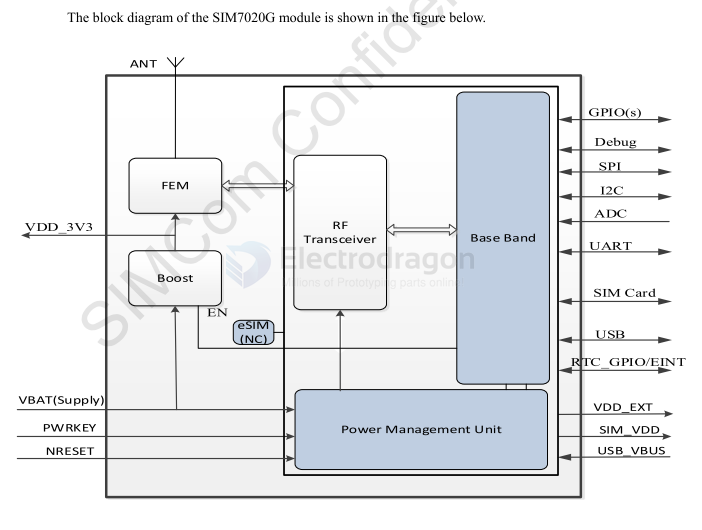 The block diagram of the SIM7020G module is shown in the figure below.
SIMCom Confiden
ANT
GPIO(s)
Debug
SPI
FEM
I2C
ADC
VDD_3V3
RF
Transceiver
Base Band
UART
Electrodragon
Millions of Prototyping parts online
Boost
SIM Card
EN
eSIM
(NC)
USB
RTC_GPIO/EINT
VBAT(Supply)
VDD_EXT
PWRKEY
Power Management Unit
SIM_VDD
NRESET
USB_VBUS